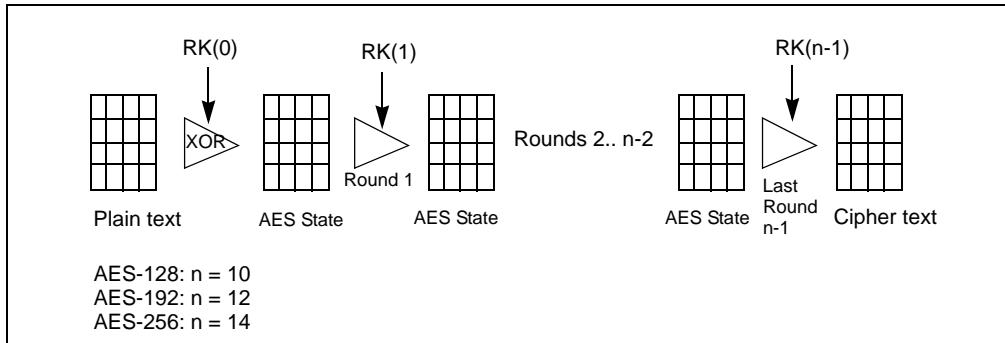 RK(0)
RK(1)
RK(n-1)
XOR
Rounds 2.. n-2
Round 1
Last
Round
n-1
Plain text
AES State
AES State
AES State
Cipher text
AES-128: n = 10
AES-192: n = 12
AES-256: n = 14